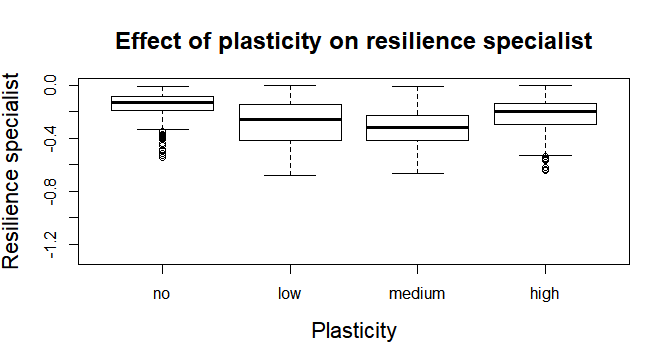 Effect of plasticity on resilience specialist
Resilience specialist
0.0
-0.4
-0.8
-1.2
no low medium high
Plasticity